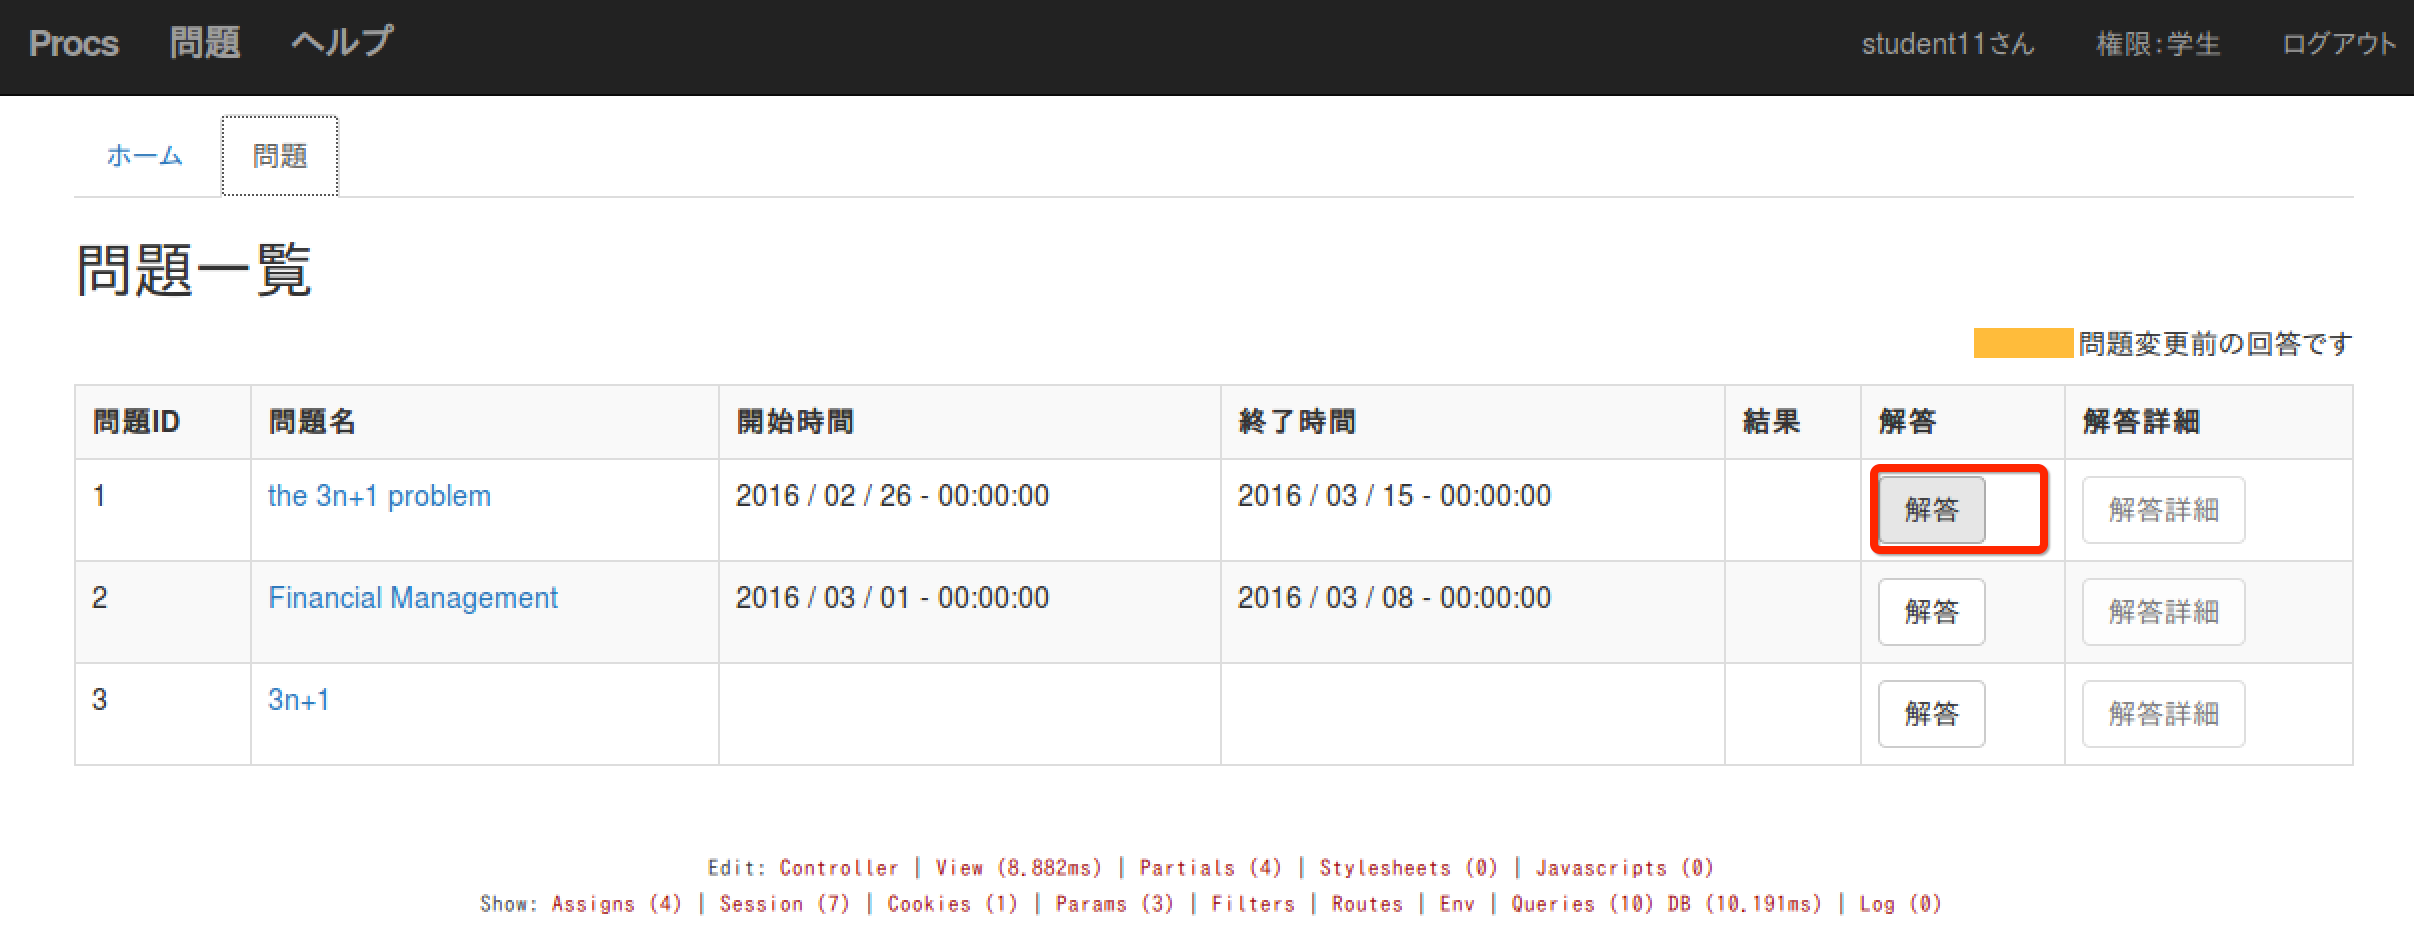 Procs 問題 ヘルプ student11さん 権限:学生 ログアウト
ホーム 問題
問題一覧
問題変更前の回答です
問題ID 問題名 開始時間 終了時間 結果 解答 解答詳細
1 the 3n+1 problem 2016 / 02 / 26 - 00:00:00 2016 / 03 / 15 - 00:00:00 解答 解答詳細
2 Financial Management 2016 / 03 / 01 - 00:00:00 2016 / 03 / 08 - 00:00:00 解答 解答詳細
3 3n+1 解答 解答詳細
Edit: Controller | View (8.882ms) | Partials (4) | Stylesheets (0) | Javascripts (0)
Show: Assigns (4) | Session (7) | Cookies (1) | Params (3) | Filters | Routes | Env | Queries (10) DB (10.191ms) | Log (0)